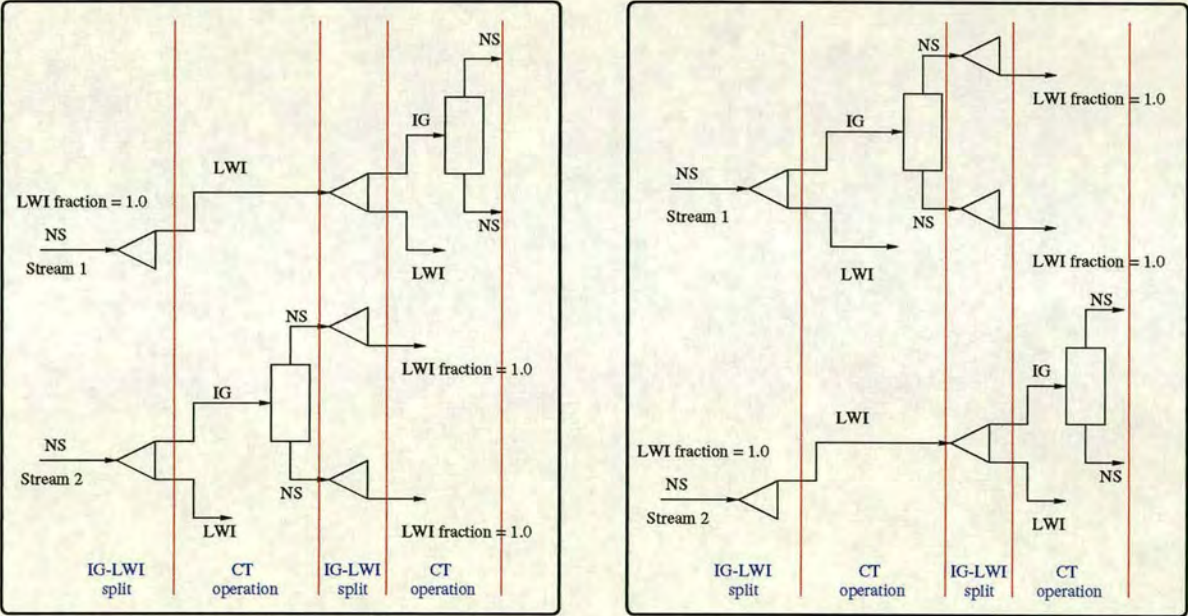 NS
IG
LWI
LWI fraction = 1.0
NS
NS
Stream 1
LWI
NS
LWI fraction = 1.0
IG
NS
Stream 2
NS
LWI
LWI fraction = 1.0
IG-LWI
split
CT
operation
IG-LWI
split
CT
operation
NS
LWI fraction = 1.0
IG
NS
Stream 1
NS
LWI
LWI fraction = 1.0
NS
IG
LWI
LWI fraction = 1.0
NS
NS
Stream 2
LWI
IG-LWI
split
CT
operation
IG-LWI
split
CT
operation